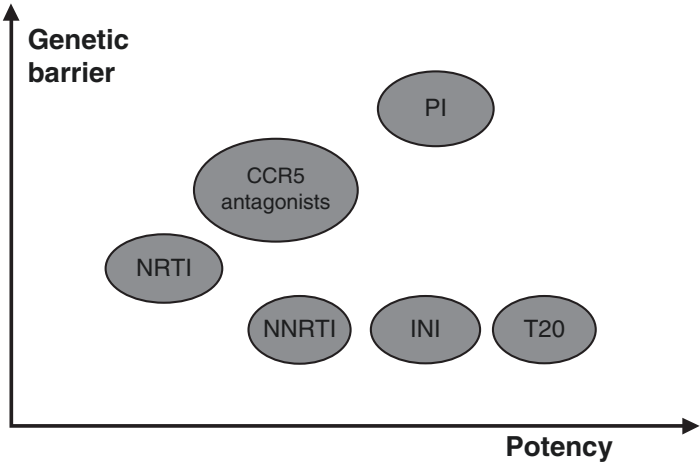 Genetic
barrier
PI
CCR5
antagonists
NRTI
NNRTI
INI
T20
Potency